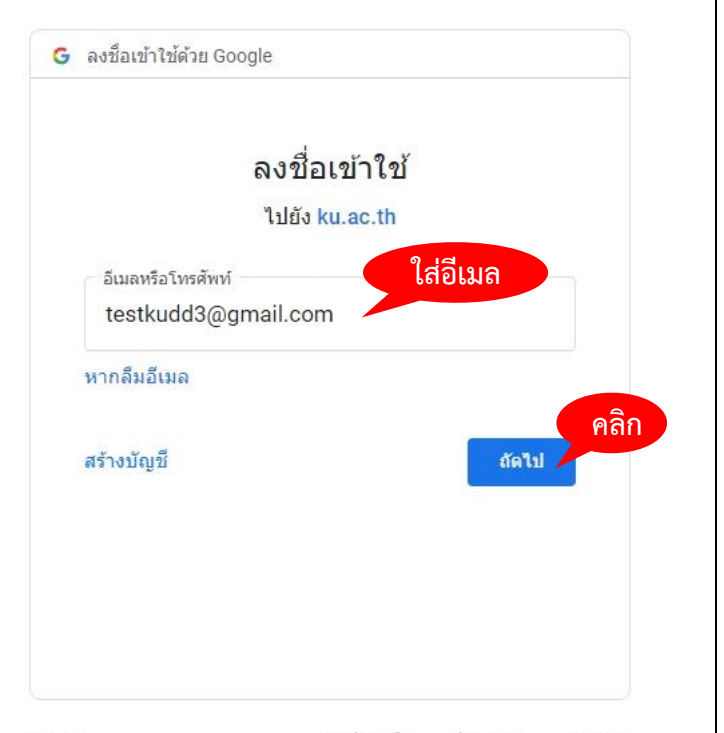 G ลงชื่อเข้าใช้ด้วย Google
ลงชื่อเข้าใช้
ไปยัง ku.ac.th
อีเมลหรือโทรศัพท์
ใส่อีเมล
testkudd3@gmail.com
หากลืมอีเมล
คลิก
สร้างบัญชี
ถัดไป